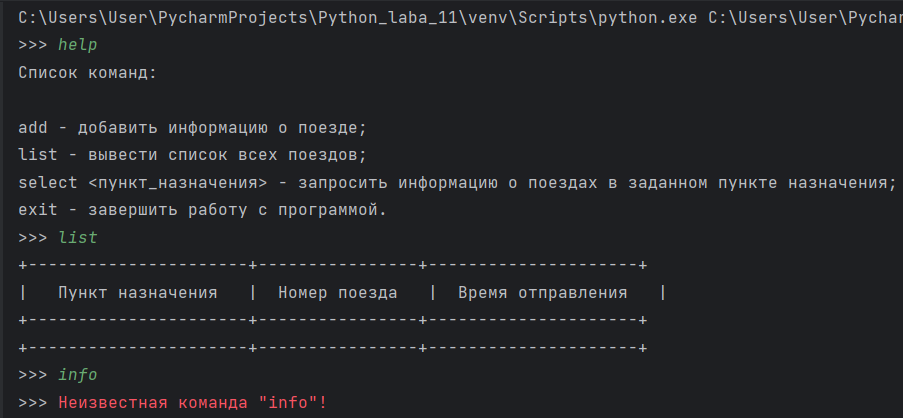 C:\Users\User\PycharmProjects\Python_laba_11\venv\Scripts\python.exe C:\Users\User\Pychar
>>> help
Список команд:
add - добавить информацию о поезде;
list - вывести список всех поездов;
select <пункт_назначения> - запросить информацию о поездах в заданном пункте назначения;
exit - завершить работу с программой.
>>> list
+----------------------+----------------+---------------------+
|   Пункт назначения   |  Номер поезда   |  Время отправления   |
+----------------------+----------------+---------------------+
+----------------------+----------------+---------------------+
>>> info
>>> Неизвестная команда "info"!